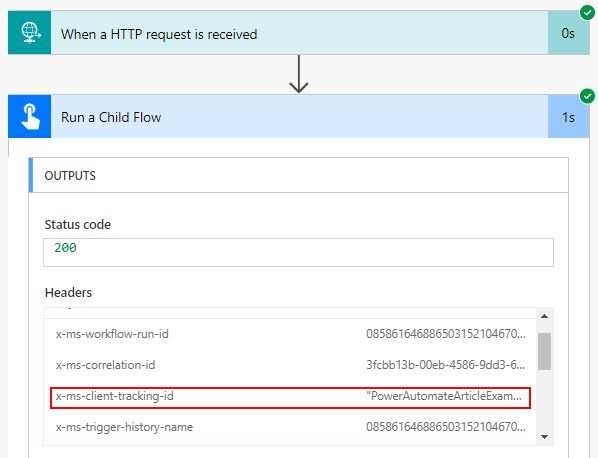 When a HTTP request is received
0s
Run a Child Flow
1s
OUTPUTS
Status code
200
Headers
x-ms-workflow-run-id 085861646886503152104670...
x-ms-correlation-id 3fcbb13b-00eb-4586-9dd3-6...
x-ms-client-tracking-id "PowerAutomateArticleExam...
x-ms-trigger-history-name 085861646886503152104670...